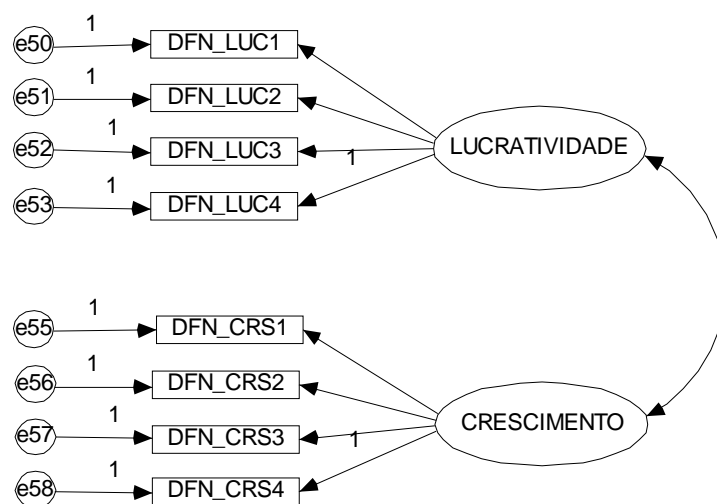 1
e50 DFN_LUC1
1
e51 DFN_LUC2
1
e52 DFN_LUC3 1 LUCRATIVIDADE
1
e53 DFN_LUC4
1
e55 DFN_CRS1
1
e56 DFN_CRS2
1
e57 DFN_CRS3 1 CRESCIMENTO
1
e58 DFN_CRS4